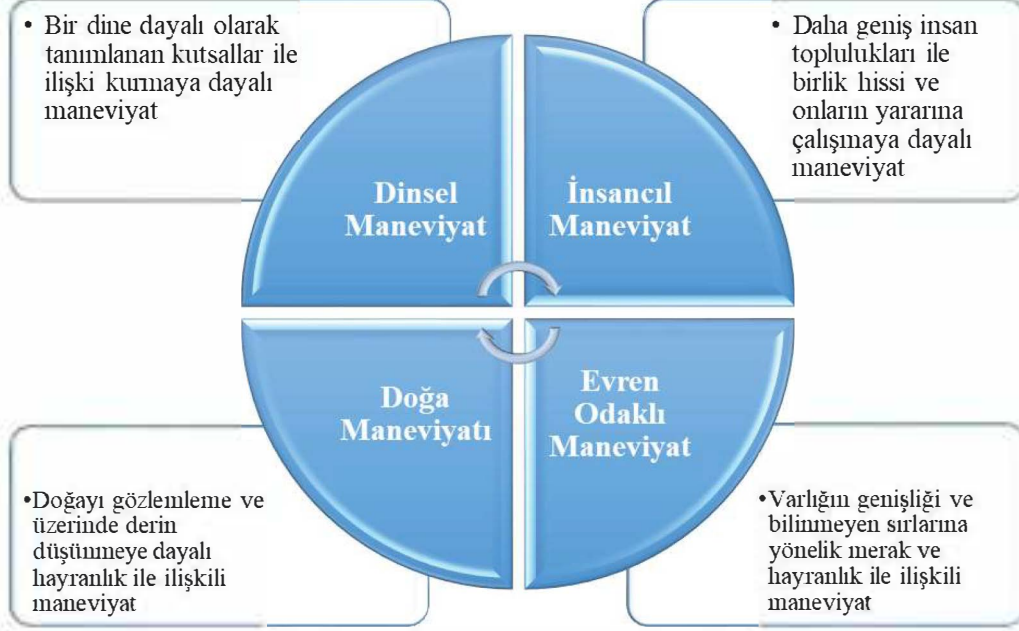 • Bir dine dayalı olarak
tanımlanan kutsallar ile
ilişki kurmaya dayalı
maneviyat
• Daha geniş insan
toplulukları ile
birlik hissi ve
onların yararına
çalışmaya dayalı
maneviyat
Dinsel
Maneviyat
İnsancıl
Maneviyat
Doğa
Maneviyatı
Evren
Odaklı
Maneviyat
•Doğayı gözlemleme ve
üzerinde derin
düşünmeye dayalı
hayranlık ile ilişkili
maneviyat
•Varlığın genişliği ve
bilinmeyen sırlarına
yönelik merak ve
hayranlık ile ilişkili
maneviyat